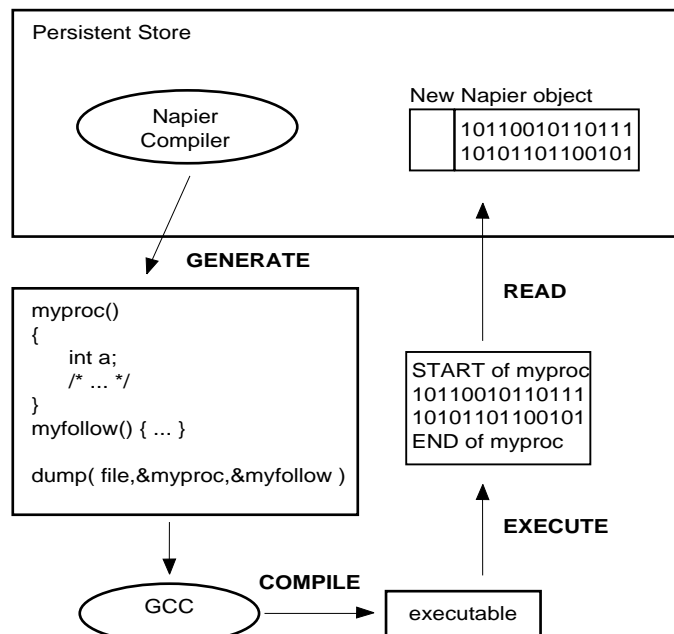 Persistent Store
Napier
Compiler
New Napier object
10110010110111
10101101100101
GENERATE
READ
myproc()
{
int a;
/* ... */
}
myfollow() { ... }
dump( file,&myproc,&myfollow )
START of myproc
10110010110111
10101101100101
END of myproc
EXECUTE
COMPILE
GCC
executable